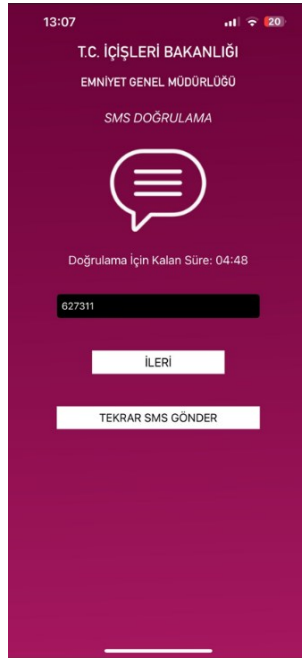 13:07
20
T.C. İÇİŞLERİ BAKANLIĞI
EMNİYET GENEL MÜDÜRLÜĞÜ
SMS DOĞRULAMA
Doğrulama İçin Kalan Süre: 04:48
627311
İLERİ
TEKRAR SMS GÖNDER